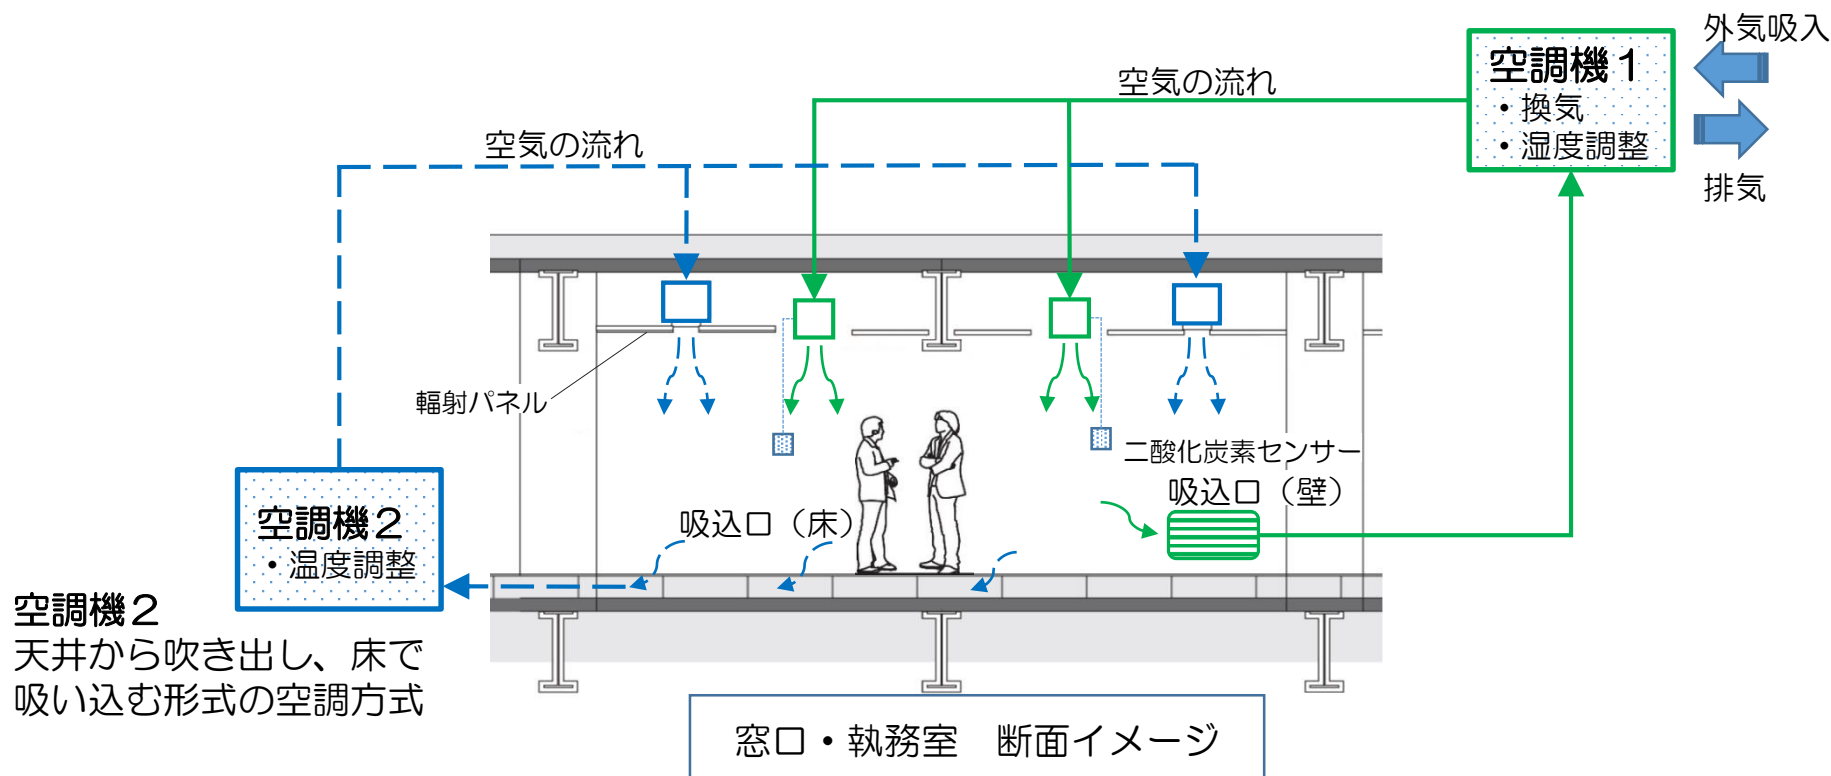 外気吸入
空調機１
・換気
・湿度調整
排気
空気の流れ
空気の流れ
輻射パネル
二酸化炭素センサー
吸込口（壁）
吸込口（床）
空調機２
・温度調整
空調機２
天井から吹き出し、床で
吸い込む形式の空調方式
窓口・執務室　断面イメージ